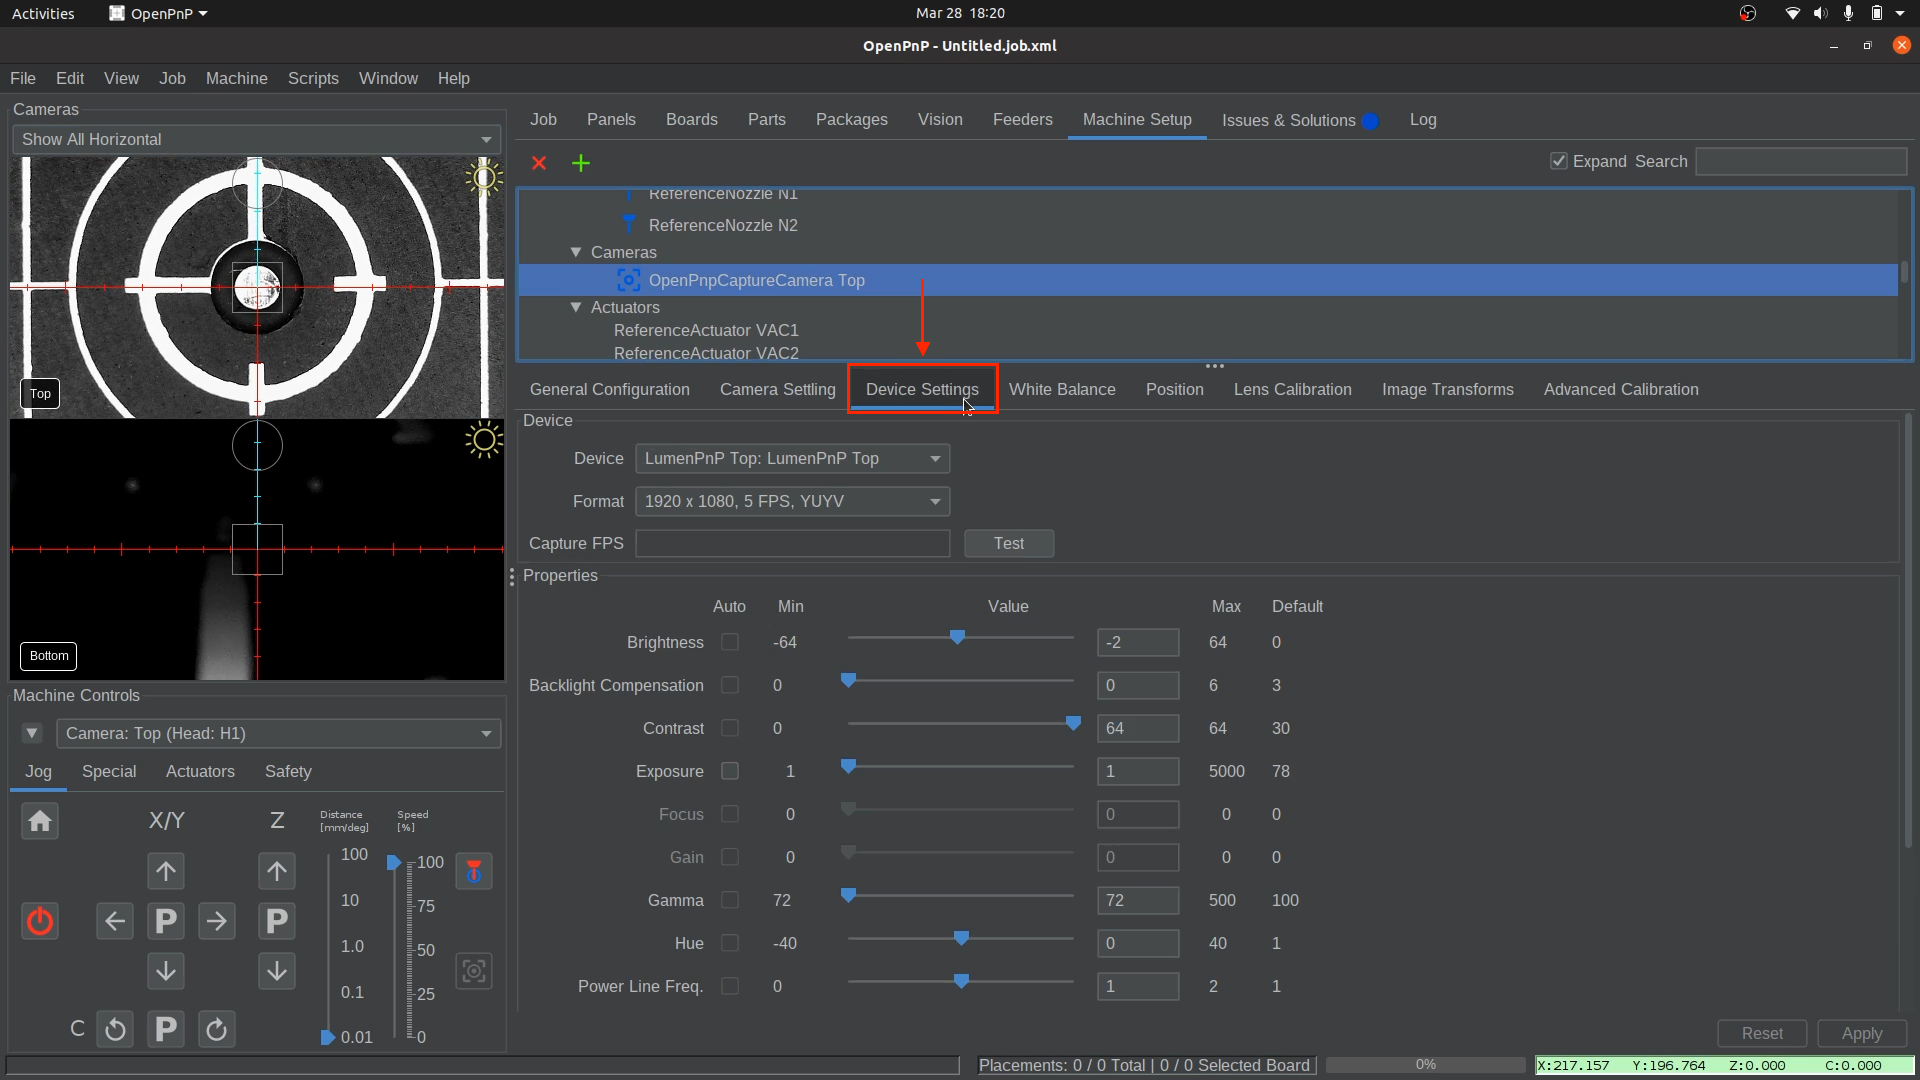 Activities OpenPnP Mar 28 18:20
OpenPnP - Untitled.job.xml
File Edit View Job Machine Scripts Window Help
Cameras
Show All Horizontal
Top
Bottom
Machine Controls
Camera: Top (Head: H1)
Jog Special Actuators Safety
X/Y Z Distance [mm/deg] Speed [%]
100 100
10 75
P P
1.0 50
0.1 25
C P 0.01 0
Job Panels Boards Parts Packages Vision Feeders Machine Setup Issues & Solutions Log
Expand Search
ReferenceNozzle N1
ReferenceNozzle N2
Cameras
OpenPnpCaptureCamera Top
Actuators
ReferenceActuator VAC1
ReferenceActuator VAC2
General Configuration Camera Settling Device Settings White Balance Position Lens Calibration Image Transforms Advanced Calibration
Device
Device LumenPnP Top: LumenPnP Top
Format 1920 x 1080, 5 FPS, YUYV
Capture FPS Test
Properties
Auto Min Value Max Default
Brightness -64 -2 64 0
Backlight Compensation 0 0 6 3
Contrast 0 64 64 30
Exposure 1 1 5000 78
Focus 0 0 0 0
Gain 0 0 0 0
Gamma 72 72 500 100
Hue -40 0 40 1
Power Line Freq. 0 1 2 1
Reset Apply
Placements: 0 / 0 Total | 0 / 0 Selected Board 0% X:217.157 Y:196.764 Z:0.000 C:0.000